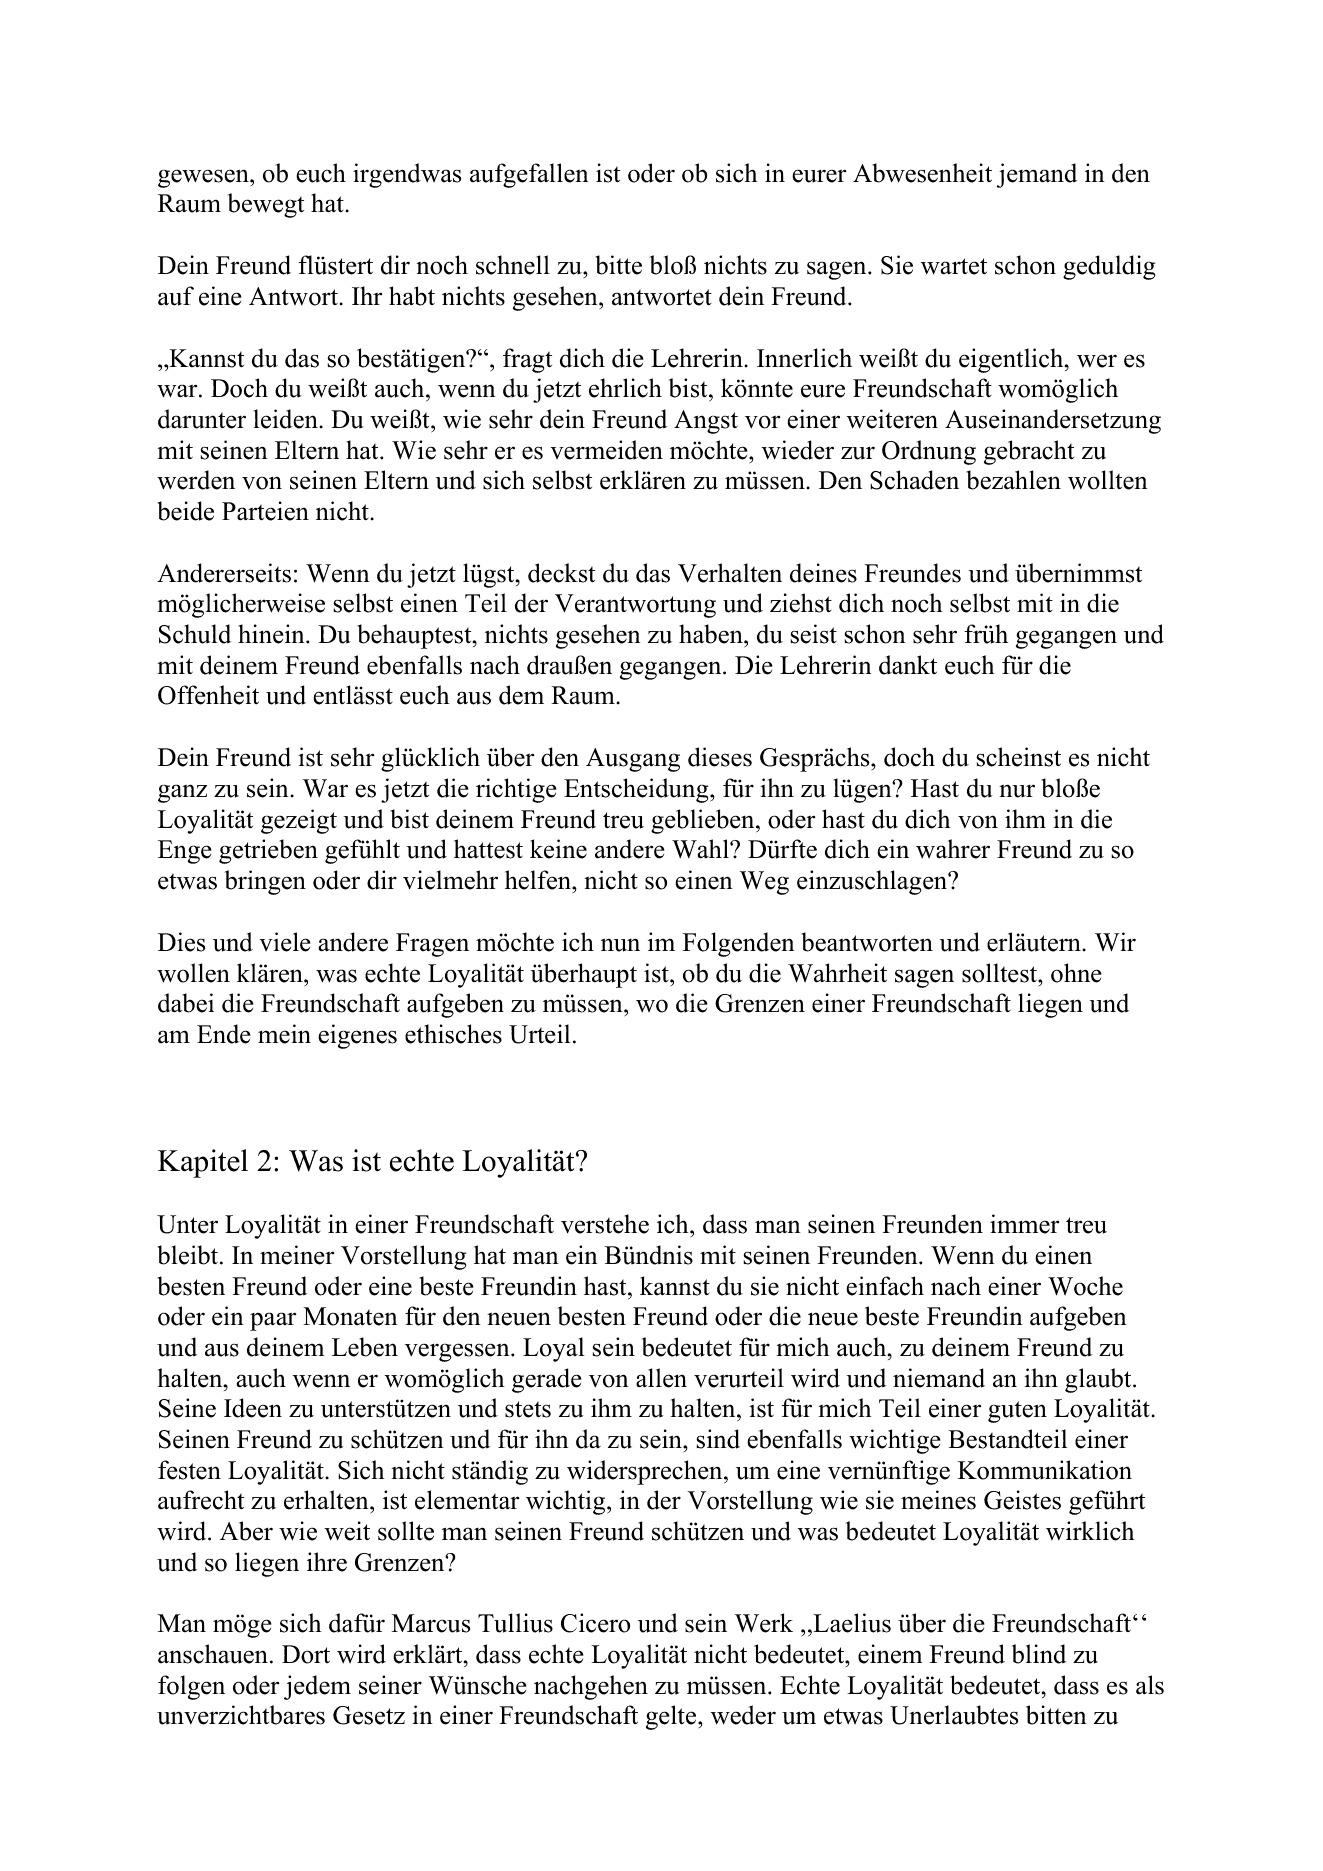 gewesen, ob euch irgendwas aufgefallen ist oder ob sich in eurer Abwesenheit jemand in den
Raum bewegt hat.
Dein Freund flüstert dir noch schnell zu, bitte bloß nichts zu sagen. Sie wartet schon geduldig
auf eine Antwort. Ihr habt nichts gesehen, antwortet dein Freund.
„Kannst du das so bestätigen?“, fragt dich die Lehrerin. Innerlich weißt du eigentlich, wer es
war. Doch du weißt auch, wenn du jetzt ehrlich bist, könnte eure Freundschaft womöglich
darunter leiden. Du weißt, wie sehr dein Freund Angst vor einer weiteren Auseinandersetzung
mit seinen Eltern hat. Wie sehr er es vermeiden möchte, wieder zur Ordnung gebracht zu
werden von seinen Eltern und sich selbst erklären zu müssen. Den Schaden bezahlen wollten
beide Parteien nicht.
Andererseits: Wenn du jetzt lügst, deckst du das Verhalten deines Freundes und übernimmst
möglicherweise selbst einen Teil der Verantwortung und ziehst dich noch selbst mit in die
Schuld hinein. Du behauptest, nichts gesehen zu haben, du seist schon sehr früh gegangen und
mit deinem Freund ebenfalls nach draußen gegangen. Die Lehrerin dankt euch für die
Offenheit und entlässt euch aus dem Raum.
Dein Freund ist sehr glücklich über den Ausgang dieses Gesprächs, doch du scheinst es nicht
ganz zu sein. War es jetzt die richtige Entscheidung, für ihn zu lügen? Hast du nur bloße
Loyalität gezeigt und bist deinem Freund treu geblieben, oder hast du dich von ihm in die
Enge getrieben gefühlt und hattest keine andere Wahl? Dürfte dich ein wahrer Freund zu so
etwas bringen oder dir vielmehr helfen, nicht so einen Weg einzuschlagen?
Dies und viele andere Fragen möchte ich nun im Folgenden beantworten und erläutern. Wir
wollen klären, was echte Loyalität überhaupt ist, ob du die Wahrheit sagen solltest, ohne
dabei die Freundschaft aufgeben zu müssen, wo die Grenzen einer Freundschaft liegen und
am Ende mein eigenes ethisches Urteil.
Kapitel 2: Was ist echte Loyalität?
Unter Loyalität in einer Freundschaft verstehe ich, dass man seinen Freunden immer treu
bleibt. In meiner Vorstellung hat man ein Bündnis mit seinen Freunden. Wenn du einen
besten Freund oder eine beste Freundin hast, kannst du sie nicht einfach nach einer Woche
oder ein paar Monaten für den neuen besten Freund oder die neue beste Freundin aufgeben
und aus deinem Leben vergessen. Loyal sein bedeutet für mich auch, zu deinem Freund zu
halten, auch wenn er womöglich gerade von allen verurteil wird und niemand an ihn glaubt.
Seine Ideen zu unterstützen und stets zu ihm zu halten, ist für mich Teil einer guten Loyalität.
Seinen Freund zu schützen und für ihn da zu sein, sind ebenfalls wichtige Bestandteil einer
festen Loyalität. Sich nicht ständig zu widersprechen, um eine vernünftige Kommunikation
aufrecht zu erhalten, ist elementar wichtig, in der Vorstellung wie sie meines Geistes geführt
wird. Aber wie weit sollte man seinen Freund schützen und was bedeutet Loyalität wirklich
und so liegen ihre Grenzen?
Man möge sich dafür Marcus Tullius Cicero und sein Werk ,,Laelius über die Freundschaft‘‘
anschauen. Dort wird erklärt, dass echte Loyalität nicht bedeutet, einem Freund blind zu
folgen oder jedem seiner Wünsche nachgehen zu müssen. Echte Loyalität bedeutet, dass es als
unverzichtbares Gesetz in einer Freundschaft gelte, weder um etwas Unerlaubtes bitten zu